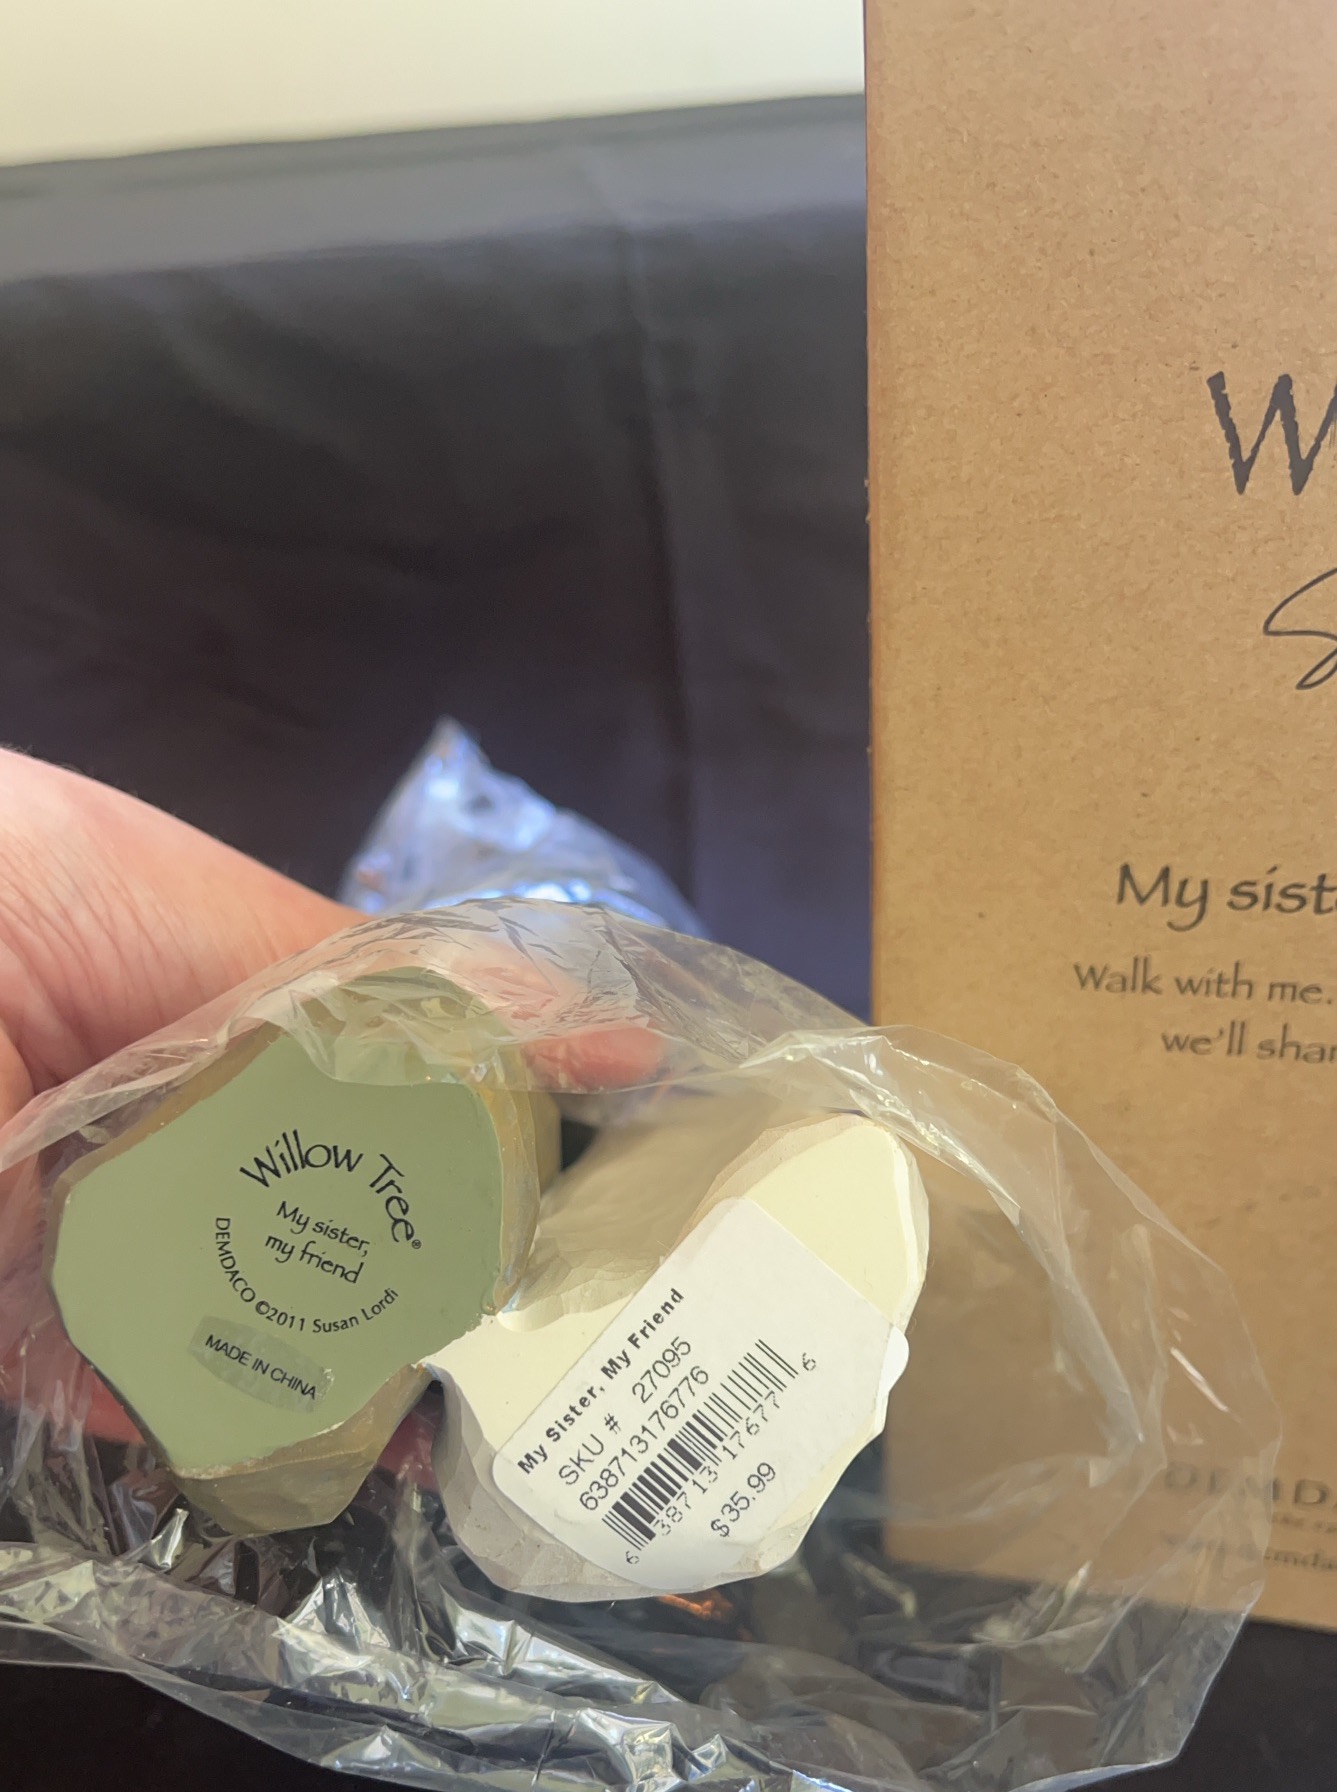 Willow Tree®
My sister,
my friend
DEMDACO ©2011 Susan Lordi
MADE IN CHINA
My Sister, My Friend
SKU # 27095
638713176776
6 38713 17677 6
$35.99
W
S
My sist
Walk with me.
we'll shar
DEMD